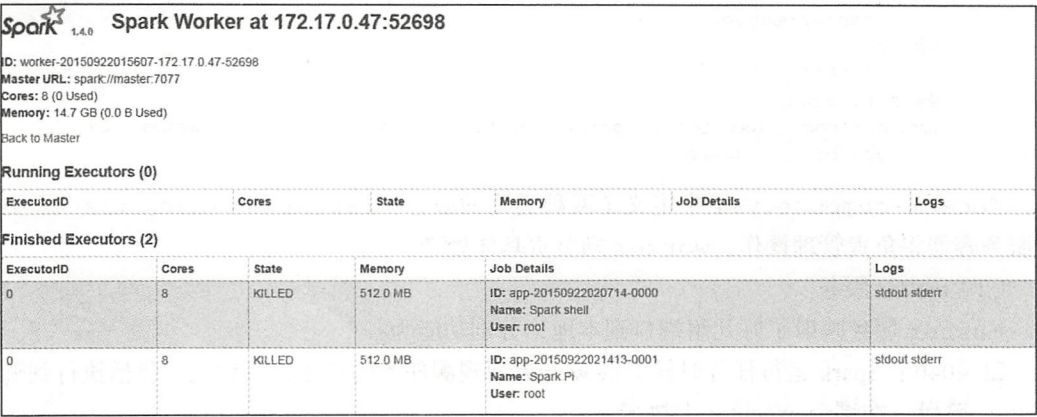 Spark 1.4.0 Spark Worker at 172.17.0.47:52698
ID: worker-20150922015607-172.17.0.47-52698
Master URL: spark://master:7077
Cores: 8 (0 Used)
Memory: 14.7 GB (0.0 B Used)
Back to Master
Running Executors (0)
ExecutorID Cores State Memory Job Details Logs
Finished Executors (2)
ExecutorID Cores State Memory Job Details Logs
0 8 KILLED 512.0 MB ID: app-20150922020714-0000 stdout stderr
Name: Spark shell
User: root
0 8 KILLED 512.0 MB ID: app-20150922021413-0001 stdout stderr
Name: Spark Pi
User: root